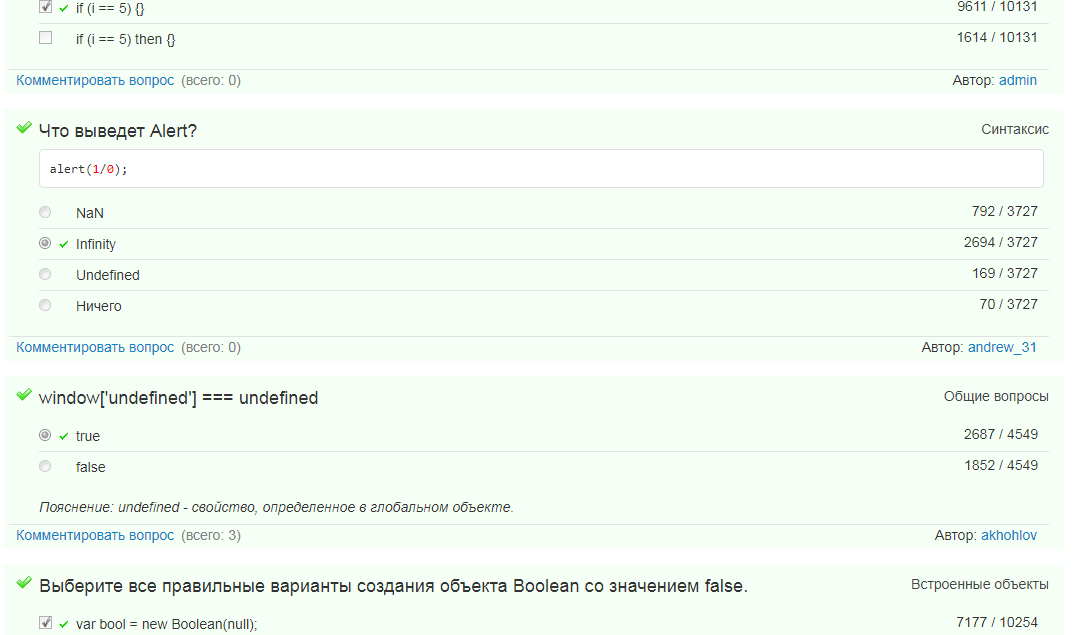 if (i == 5) {} 9611 / 10131
if (i == 5) then {} 1614 / 10131
Комментировать вопрос (всего: 0) Автор: admin
Что выведет Alert? Синтаксис
alert(1/0);
NaN 792 / 3727
Infinity 2694 / 3727
Undefined 169 / 3727
Ничего 70 / 3727
Комментировать вопрос (всего: 0) Автор: andrew_31
window['undefined'] === undefined Общие вопросы
true 2687 / 4549
false 1852 / 4549
Пояснение: undefined - свойство, определенное в глобальном объекте.
Комментировать вопрос (всего: 3) Автор: akhohlov
Выберите все правильные варианты создания объекта Boolean со значением false. Встроенные объекты
var bool = new Boolean(null); 7177 / 10254